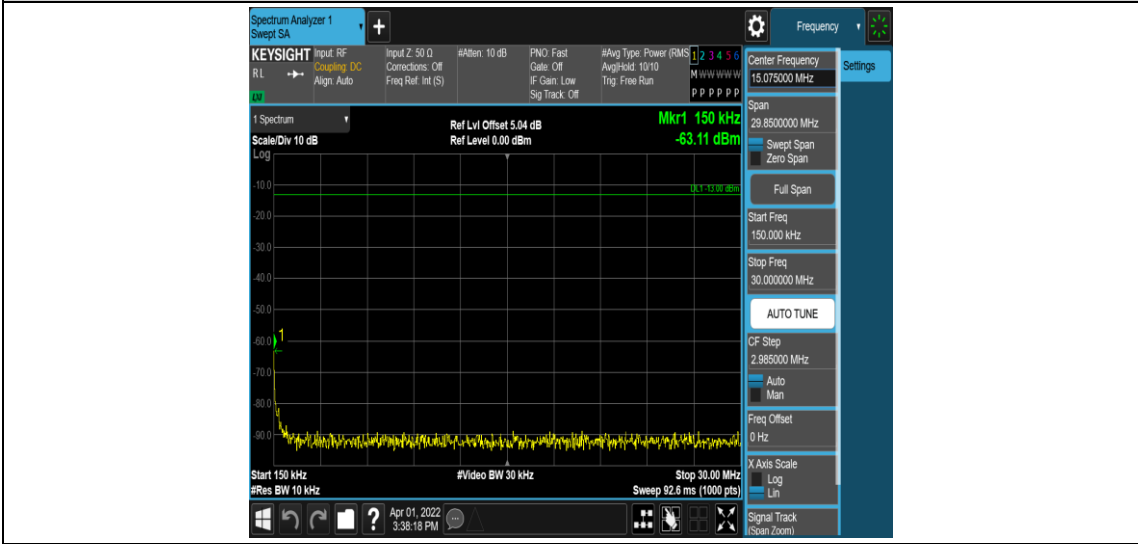 Spectrum Analyzer 1
Swept SA
+
Frequency
KEYSIGHT
Input: RF
Input Z: 50 Ω
#Atten: 10 dB
PNO: Fast
#Avg Type: Power (RMS
1 2 3 4 5 6
RL
Coupling: DC
Corrections: Off
Gate: Off
Avg|Hold: 10/10
M W W W W W
Align: Auto
Freq Ref: Int (S)
IF Gain: Low
Trig: Free Run
Sig Track: Off
P P P P P P
1 Spectrum
Ref Lvl Offset 5.04 dB
Mkr1 150 kHz
Scale/Div 10 dB
Ref Level 0.00 dBm
-63.11 dBm
Log
-10.0
DL1 -13.00 dBm
-20.0
-30.0
-40.0
-50.0
-60.0
1
-70.0
-80.0
-90.0
Start 150 kHz
#Video BW 30 kHz
Stop 30.00 MHz
#Res BW 10 kHz
Sweep 92.6 ms (1000 pts)
?
Apr 01, 2022
3:38:18 PM
Center Frequency
15.075000 MHz
Settings
Span
29.8500000 MHz
Swept Span
Zero Span
Full Span
Start Freq
150.000 kHz
Stop Freq
30.000000 MHz
AUTO TUNE
CF Step
2.985000 MHz
Auto
Man
Freq Offset
0 Hz
X Axis Scale
Log
Lin
Signal Track
(Span Zoom)